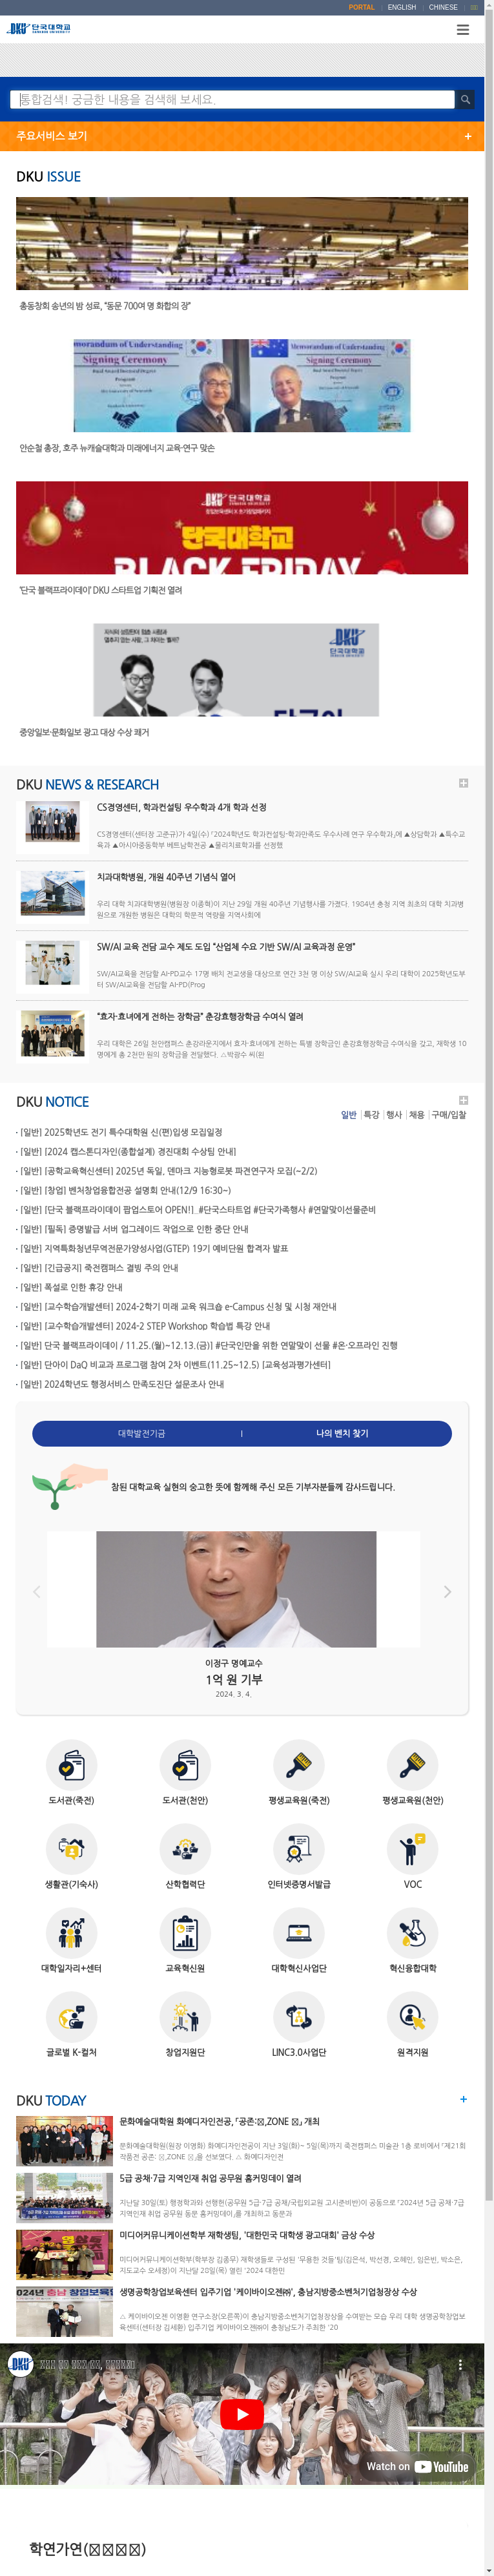 PORTAL | ENGLISH | CHINESE
DKU 단국대학교
통합검색! 궁금한 내용을 검색해 보세요.
주요서비스 보기 +
DKU ISSUE
총동창회 송년의 밤 성료, “동문 700여 명 화합의 장”
Memorandum of Understanding
Memorandum of Understanding
Signing Ceremony
Signing Ceremony
안순철 총장, 호주 뉴캐슬대학과 미래에너지 교육·연구 맞손
DKU 단국대학교
단국대학교
BLACK FRIDAY
‘단국 블랙프라이데이’ DKU 스타트업 기획전 열려
DKU
단국대학교
중앙일보·문화일보 광고 대상 수상 쾌거
DKU NEWS & RESEARCH
CS경영센터, 학과컨설팅 우수학과 4개 학과 선정
CS경영센터(센터장 고준규)가 4일(수) 「2024학년도 학과컨설팅-학과만족도 우수사례 연구 우수학과」에 ▲상담학과 ▲특수교육과 ▲아시아중동학부 베트남학전공 ▲물리치료학과를 선정했
치과대학병원, 개원 40주년 기념식 열어
우리 대학 치과대학병원(병원장 이종혁)이 지난 29일 개원 40주년 기념행사를 가졌다. 1984년 충청 지역 최초의 대학 치과병원으로 개원한 병원은 대학의 학문적 역량을 지역사회에
SW/AI 교육 전담 교수 제도 도입 “산업체 수요 기반 SW/AI 교육과정 운영”
SW/AI교육을 전담할 AI-PD교수 17명 배치 전교생을 대상으로 연간 3천 명 이상 SW/AI교육 실시 우리 대학이 2025학년도부터 SW/AI교육을 전담할 AI-PD(Prog
“효자·효녀에게 전하는 장학금” 춘강효행장학금 수여식 열려
우리 대학은 26일 천안캠퍼스 춘강라운지에서 효자·효녀에게 전하는 특별 장학금인 춘강효행장학금 수여식을 갖고, 재학생 10명에게 총 2천만 원의 장학금을 전달했다. △박광수 씨(왼
DKU NOTICE
일반 | 특강 | 행사 | 채용 | 구매/입찰
· [일반] 2025학년도 전기 특수대학원 신(편)입생 모집일정
· [일반] [2024 캡스톤디자인(종합설계) 경진대회 수상팀 안내]
· [일반] [공학교육혁신센터] 2025년 독일, 덴마크 지능형로봇 파견연구자 모집(~2/2)
· [일반] [창업] 벤처창업융합전공 설명회 안내(12/9 16:30~)
· [일반] [단국 블랙프라이데이 팝업스토어 OPEN!]_#단국스타트업 #단국가족행사 #연말맞이선물준비
· [일반] [필독] 증명발급 서버 업그레이드 작업으로 인한 중단 안내
· [일반] 지역특화청년무역전문가양성사업(GTEP) 19기 예비단원 합격자 발표
· [일반] [긴급공지] 죽전캠퍼스 결빙 주의 안내
· [일반] 폭설로 인한 휴강 안내
· [일반] [교수학습개발센터] 2024-2학기 미래 교육 워크숍 e-Campus 신청 및 시청 재안내
· [일반] [교수학습개발센터] 2024-2 STEP Workshop 학습법 특강 안내
· [일반] 단국 블랙프라이데이 / 11.25.(월)~12.13.(금)] #단국인만을 위한 연말맞이 선물 #온·오프라인 진행
· [일반] 단아이 DaQ 비교과 프로그램 참여 2차 이벤트(11.25~12.5) [교육성과평가센터]
· [일반] 2024학년도 행정서비스 만족도진단 설문조사 안내
대학발전기금 | 나의 벤치 찾기
참된 대학교육 실현의 숭고한 뜻에 함께해 주신 모든 기부자분들께 감사드립니다.
이정구 명예교수
1억 원 기부
2024. 3. 4.
도서관(죽전) 도서관(천안) 평생교육원(죽전) 평생교육원(천안)
생활관(기숙사) 산학협력단 인터넷증명서발급 VOC
대학일자리+센터 교육혁신원 대학혁신사업단 혁신융합대학
글로벌 K-컬처 창업지원단 LINC3.0사업단 원격지원
DKU TODAY +
문화예술대학원 화예디자인전공, 「공존: ,ZONE 」 개최
문화예술대학원(원장 이영화) 화예디자인전공이 지난 3일(화)~ 5일(목)까지 죽전캠퍼스 미술관 1층 로비에서 「제21회 작품전 공존: ,ZONE 」을 선보였다. △ 화예디자인전
5급 공채·7급 지역인재 취업 공무원 홈커밍데이 열려
지난달 30일(토) 행정학과와 선행헌(공무원 5급·7급 공채/국립외교원 고시준비반)이 공동으로 「2024년 5급 공채·7급 지역인재 취업 공무원 동문 홈커밍데이」를 개최하고 동문과
미디어커뮤니케이션학부 재학생팀, ‘대한민국 대학생 광고대회’ 금상 수상
미디어커뮤니케이션학부(학부장 김종무) 재학생들로 구성된 ‘무용한 것들’팀(김은석, 박선경, 오혜민, 임은빈, 박소은, 지도교수 오세정)이 지난달 28일(목) 열린 ‘2024 대한민
생명공학창업보육센터 입주기업 ‘케이바이오젠㈜’, 충남지방중소벤처기업청장상 수상
△ 케이바이오젠 이영환 연구소장(오른쪽)이 충남지방중소벤처기업청장상을 수여받는 모습 우리 대학 생명공학창업보육센터(센터장 김세환) 입주기업 케이바이오젠㈜이 충청남도가 주최한 ‘20
DKU
Watch on YouTube
학연가연( )